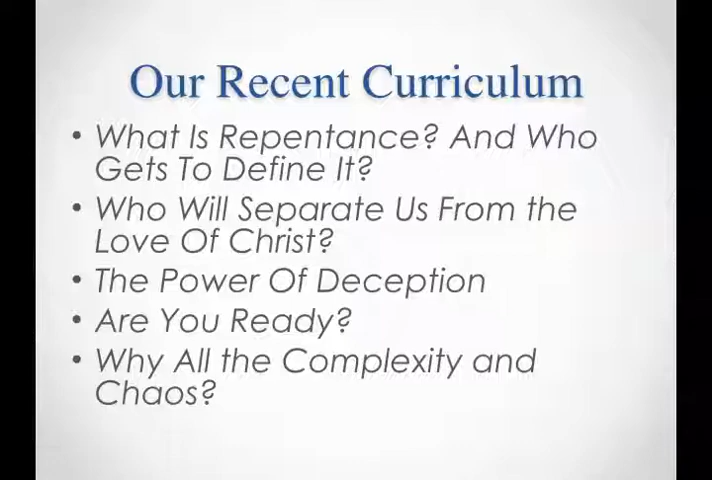 Our Recent Curriculum
• What Is Repentance? And Who
Gets To Define It?
• Who Will Separate Us From the
Love Of Christ?
• The Power Of Deception
• Are You Ready?
• Why All the Complexity and
Chaos?